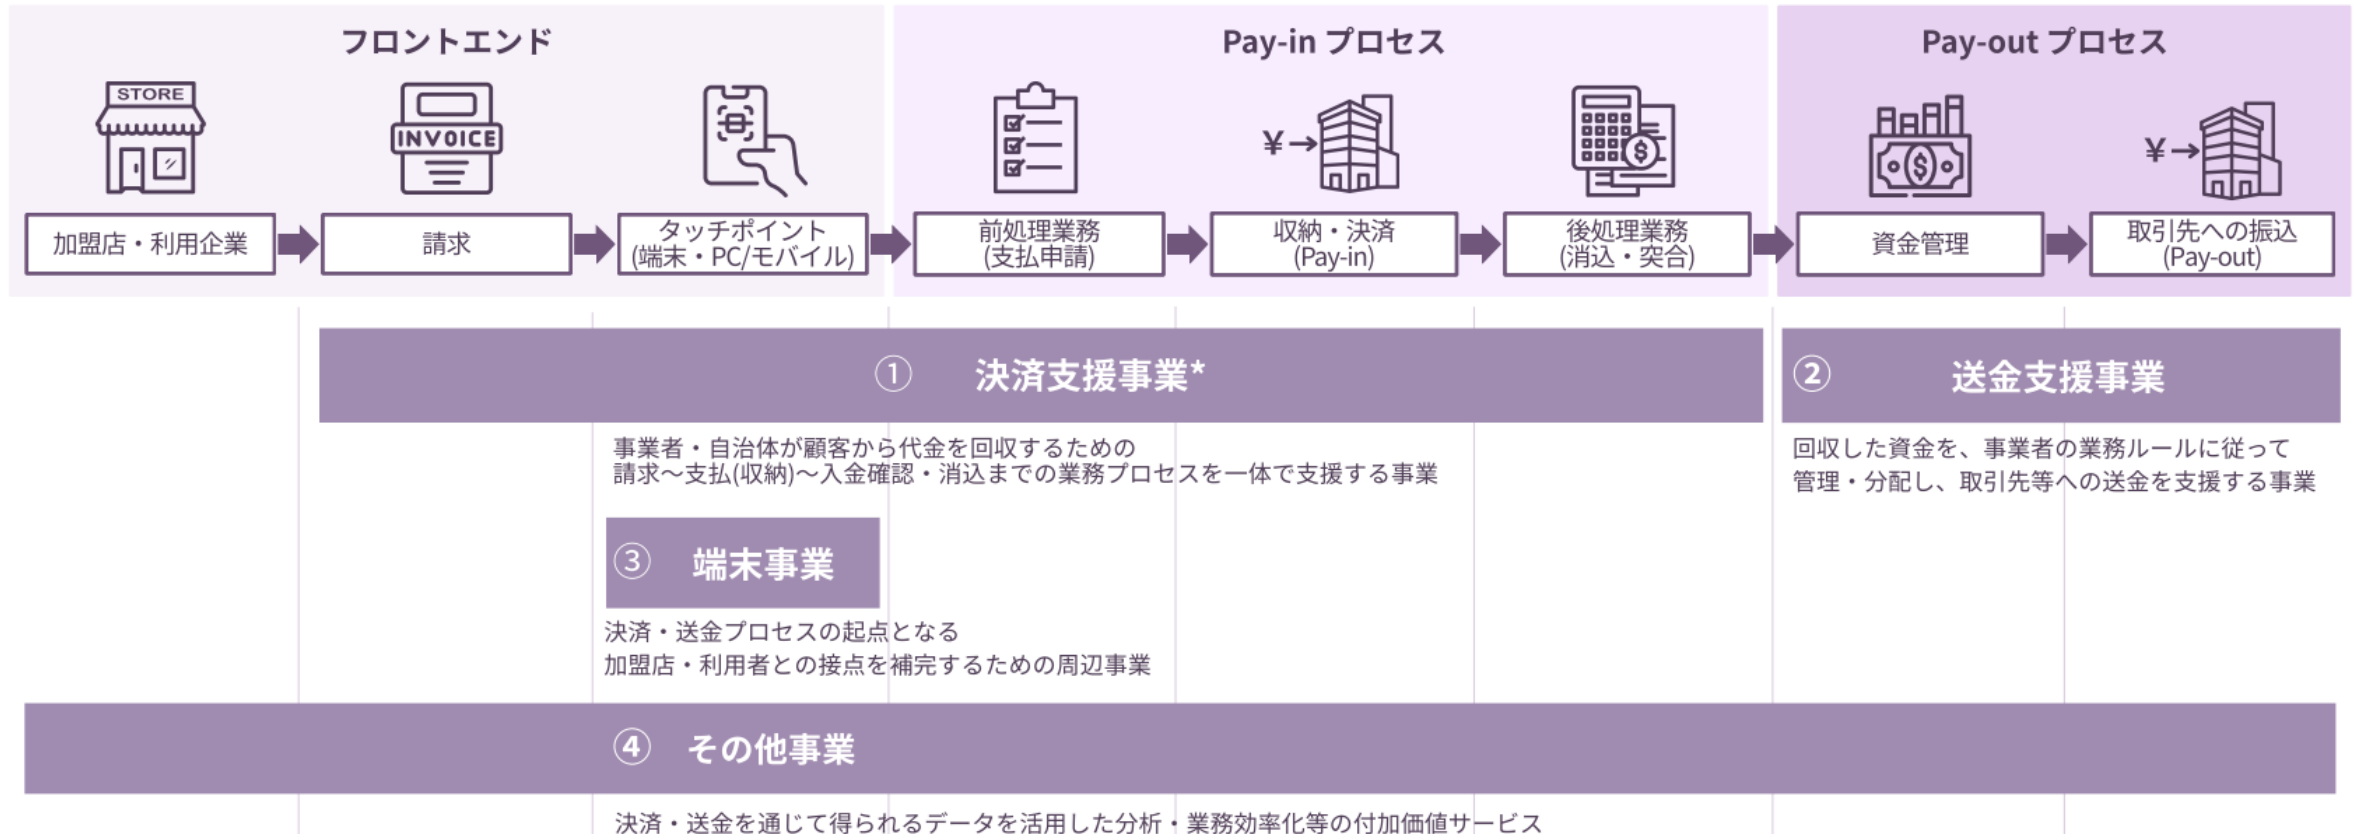 フロントエンド
Pay-in プロセス
Pay-out プロセス
STORE
INVOICE
¥→
$
$
¥→
加盟店・利用企業
請求
タッチポイント
(端末・PC/モバイル)
前処理業務
(支払申請)
収納・決済
(Pay-in)
後処理業務
(消込・突合)
資金管理
取引先への振込
(Pay-out)
① 決済支援事業*
② 送金支援事業
事業者・自治体が顧客から代金を回収するための
請求～支払(収納)～入金確認・消込までの業務プロセスを一体で支援する事業
回収した資金を、事業者の業務ルールに従って
管理・分配し、取引先等への送金を支援する事業
③ 端末事業
決済・送金プロセスの起点となる
加盟店・利用者との接点を補完するための周辺事業
④ その他事業
決済・送金を通じて得られるデータを活用した分析・業務効率化等の付加価値サービス